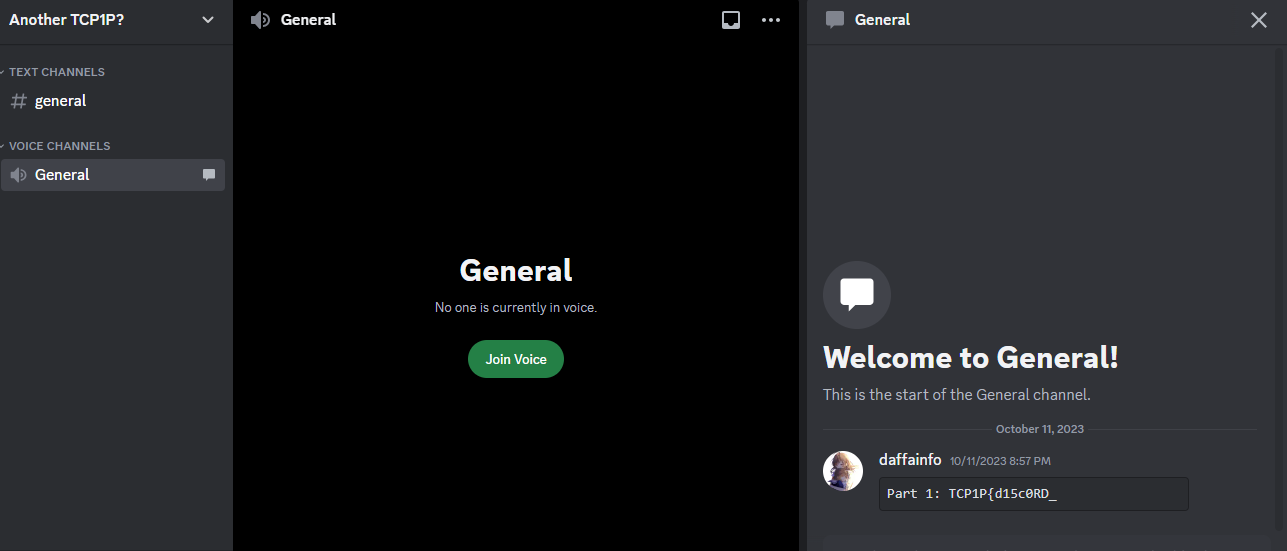 Another TCP1P?
TEXT CHANNELS
general
VOICE CHANNELS
General
General
General
No one is currently in voice.
Join Voice
General
Welcome to General!
This is the start of the General channel.
October 11, 2023
daffainfo 10/11/2023 8:57 PM
Part 1: TCP1P{d15c0RD_